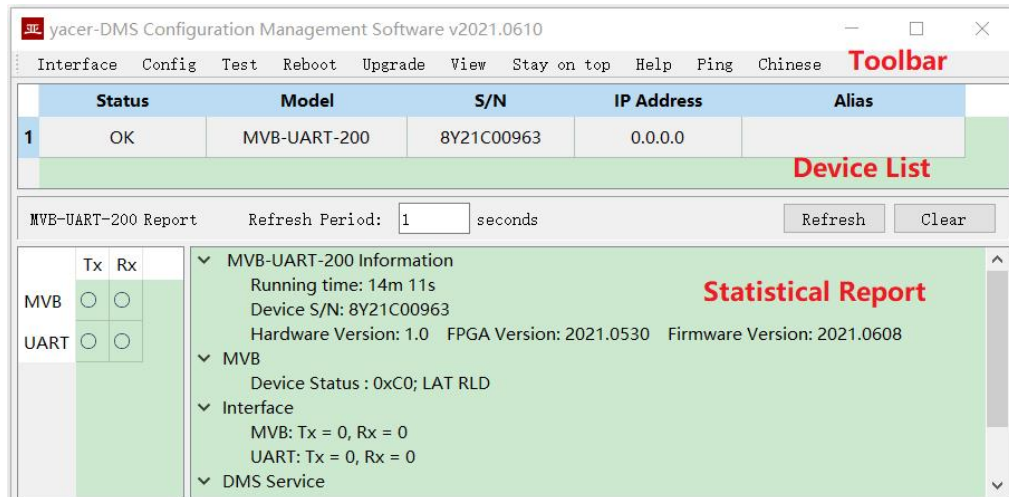 亚 yacer-DMS Configuration Management Software v2021.0610
Interface Config Test Reboot Upgrade View Stay on top Help Ping Chinese Toolbar
Status Model S/N IP Address Alias
1 OK MVB-UART-200 8Y21C00963 0.0.0.0
Device List
MVB-UART-200 Report Refresh Period: 1 seconds Refresh Clear
Tx Rx
MVB
UART
MVB-UART-200 Information
Running time: 14m 11s
Statistical Report
Device S/N: 8Y21C00963
Hardware Version: 1.0 FPGA Version: 2021.0530 Firmware Version: 2021.0608
MVB
Device Status : 0xC0; LAT RLD
Interface
MVB: Tx = 0, Rx = 0
UART: Tx = 0, Rx = 0
DMS Service